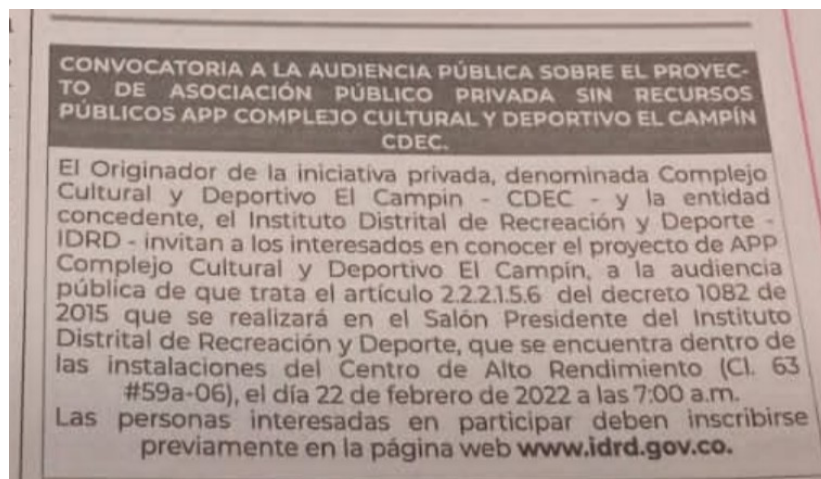 CONVOCATORIA A LA AUDIENCIA PÚBLICA SOBRE EL PROYEC-
TO DE ASOCIACIÓN PÚBLICO PRIVADA SIN RECURSOS
PÚBLICOS APP COMPLEJO CULTURAL Y DEPORTIVO EL CAMPÍN
CDEC.
El Originador de la iniciativa privada, denominada Complejo
Cultural y Deportivo El Campin - CDEC - y la entidad
concedente, el Instituto Distrital de Recreación y Deporte -
IDRD - invitan a los interesados en conocer el proyecto de APP
Complejo Cultural y Deportivo El Campín, a la audiencia
pública de que trata el artículo 2.2.2.1.5.6 del decreto 1082 de
2015 que se realizará en el Salón Presidente del Instituto
Distrital de Recreación y Deporte, que se encuentra dentro de
las instalaciones del Centro de Alto Rendimiento (Cl. 63
#59a-06), el día 22 de febrero de 2022 a las 7:00 a.m.
Las personas interesadas en participar deben inscribirse
previamente en la página web www.idrd.gov.co.